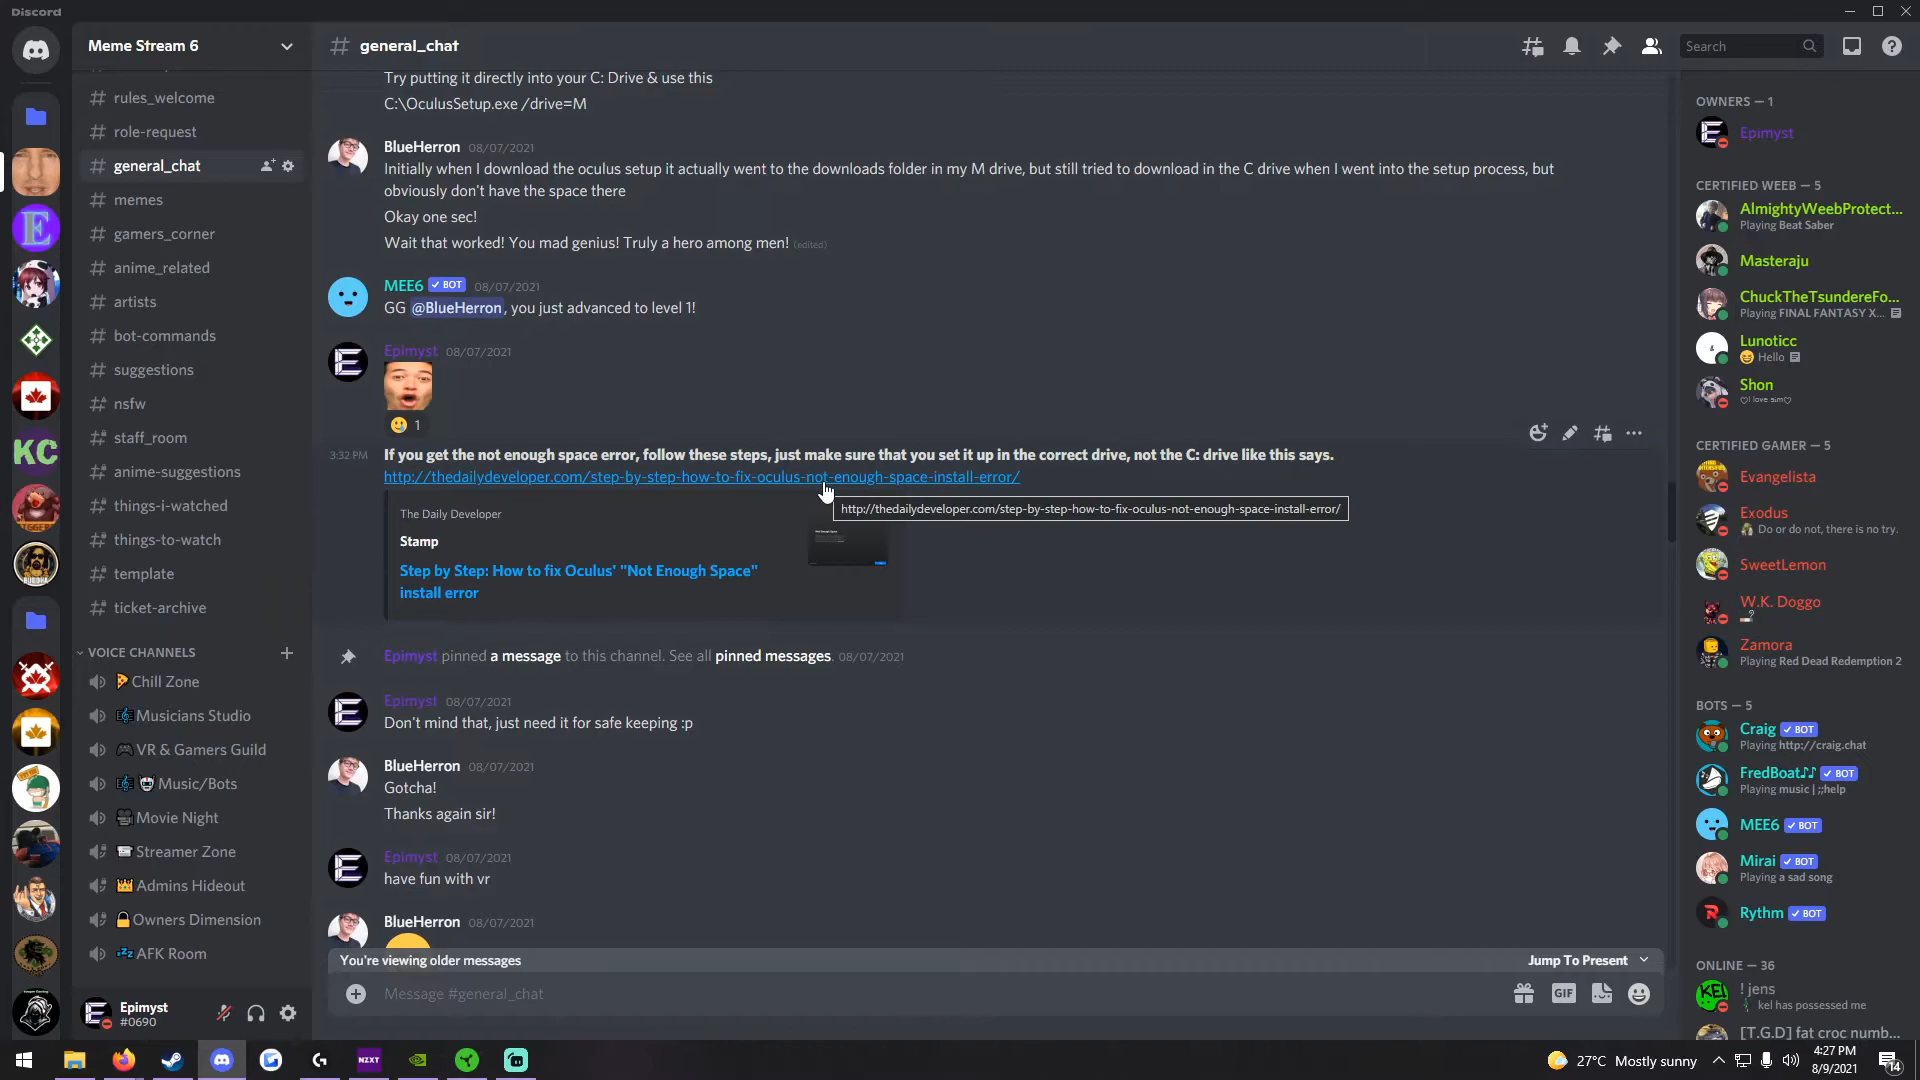 Discord
Meme Stream 6
general_chat
Search
rules_welcome
role-request
general_chat
memes
gamers_corner
anime_related
artists
bot-commands
suggestions
nsfw
staff_room
anime-suggestions
things-i-watched
things-to-watch
template
ticket-archive
VOICE CHANNELS
Chill Zone
Musicians Studio
VR & Gamers Guild
Music/Bots
Movie Night
Streamer Zone
Admins Hideout
Owners Dimension
AFK Room
Epimyst
#0690
Try putting it directly into your C: Drive & use this
C:\OculusSetup.exe /drive=M
BlueHerron 08/07/2021
Initially when I download the oculus setup it actually went to the downloads folder in my M drive, but still tried to download in the C drive when I went into the setup process, but
obviously don't have the space there
Okay one sec!
Wait that worked! You mad genius! Truly a hero among men! (edited)
MEE6 BOT 08/07/2021
GG @BlueHerron, you just advanced to level 1!
Epimyst 08/07/2021
1
3:32 PM If you get the not enough space error, follow these steps, just make sure that you set it up in the correct drive, not the C: drive like this says.
http://thedailydeveloper.com/step-by-step-how-to-fix-oculus-not-enough-space-install-error/
http://thedailydeveloper.com/step-by-step-how-to-fix-oculus-not-enough-space-install-error/
The Daily Developer
Stamp
Step by Step: How to fix Oculus' "Not Enough Space"
install error
Epimyst pinned a message to this channel. See all pinned messages. 08/07/2021
Epimyst 08/07/2021
Don't mind that, just need it for safe keeping :p
BlueHerron 08/07/2021
Gotcha!
Thanks again sir!
Epimyst 08/07/2021
have fun with vr
BlueHerron 08/07/2021
You're viewing older messages
Jump To Present
Message #general_chat
GIF
OWNERS — 1
Epimyst
CERTIFIED WEEB — 5
AlmightyWeebProtect...
Playing Beat Saber
Masteraju
ChuckTheTsundereFo...
Playing FINAL FANTASY X...
Lunoticc
Hello
Shon
♡I love sim♡
CERTIFIED GAMER — 5
Evangelista
Exodus
Do or do not, there is no try.
SweetLemon
W.K. Doggo
Zamora
Playing Red Dead Redemption 2
BOTS — 5
Craig BOT
Playing http://craig.chat
FredBoat♪♪ BOT
Playing music | ;;help
MEE6 BOT
Mirai BOT
Playing a sad song
Rythm BOT
ONLINE — 36
! jens
kel has possessed me
[T.G.D] fat croc numb...
E
KC
NZXT
27°C Mostly sunny
4:27 PM
8/9/2021
14